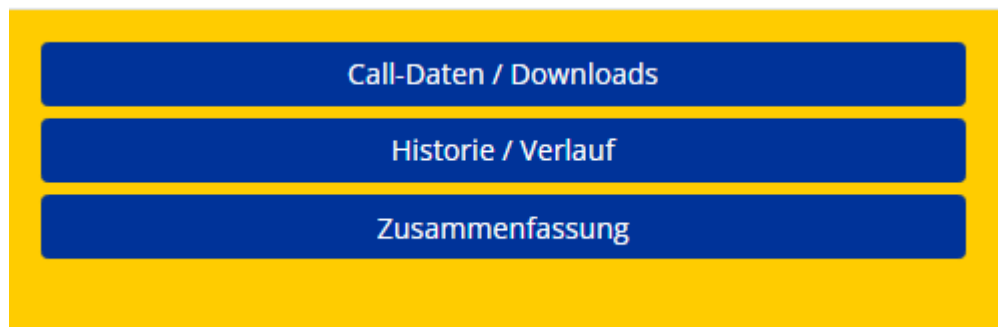 Call-Daten / Downloads
Historie / Verlauf
Zusammenfassung